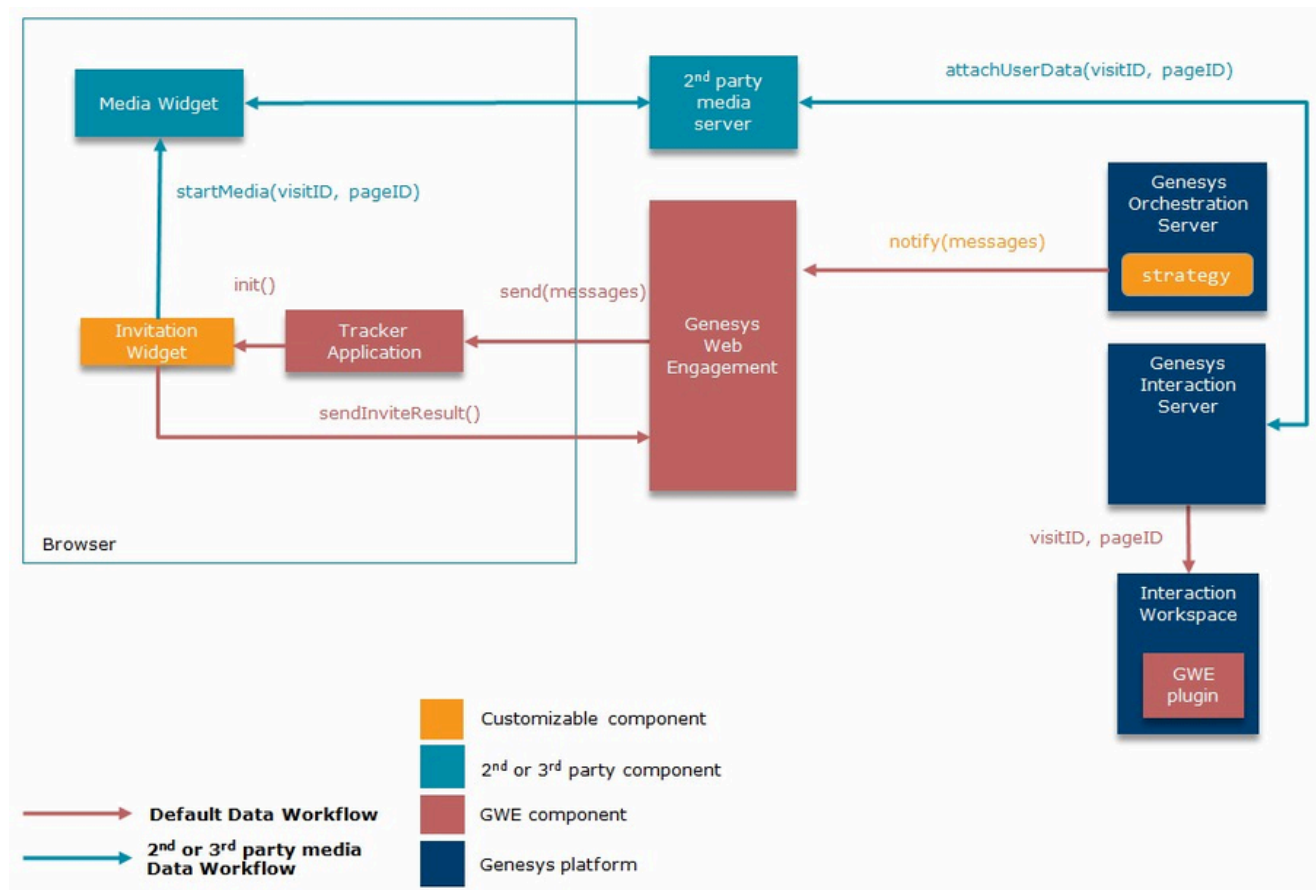 Media Widget
2nd party
media
server
attachUserData(visitID, pageID)
startMedia(visitID, pageID)
Genesys
Orchestration
Server
strategy
notify(messages)
init()
send(messages)
Invitation
Widget
Tracker
Application
Genesys
Web
Engagement
Genesys
Interaction
Server
sendInviteResult()
Browser
visitID, pageID
Interaction
Workspace
GWE
plugin
Customizable component
2nd or 3rd party component
GWE component
Genesys platform
Default Data Workflow
2nd or 3rd party media
Data Workflow